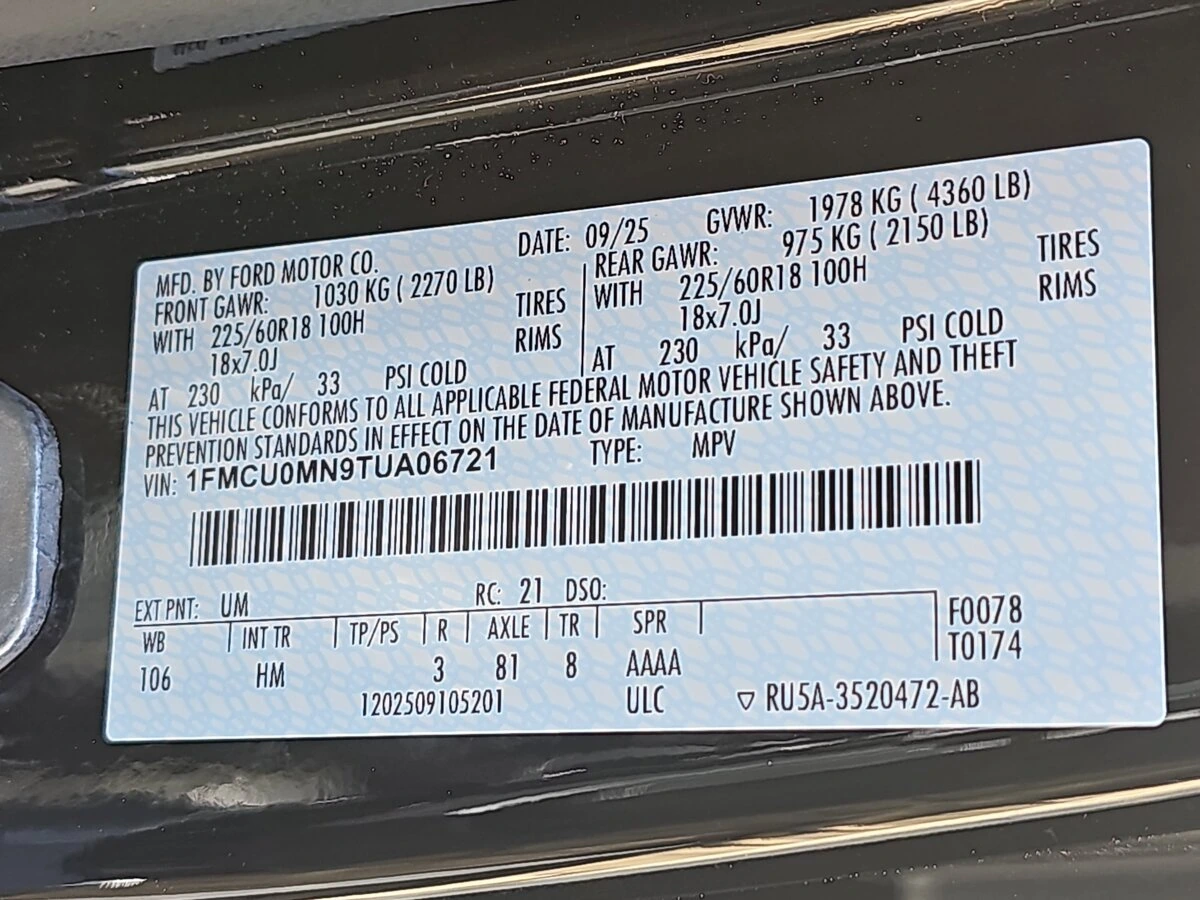 MFD. BY FORD MOTOR CO. DATE: 09/25 GVWR: 1978 KG ( 4360 LB)
FRONT GAWR: 1030 KG ( 2270 LB) REAR GAWR: 975 KG ( 2150 LB)
WITH 225/60R18 100H TIRES WITH 225/60R18 100H TIRES
18x7.0J RIMS 18x7.0J RIMS
AT 230 kPa/ 33 PSI COLD AT 230 kPa/ 33 PSI COLD
THIS VEHICLE CONFORMS TO ALL APPLICABLE FEDERAL MOTOR VEHICLE SAFETY AND THEFT
PREVENTION STANDARDS IN EFFECT ON THE DATE OF MANUFACTURE SHOWN ABOVE.
VIN: 1FMCU0MN9TUA06721 TYPE: MPV
EXT PNT: UM RC: 21 DSO:
WB INT TR TP/PS R AXLE TR SPR F0078
106 HM 3 81 8 AAAA T0174
1202509105201 ULC ▽ RU5A-3520472-AB